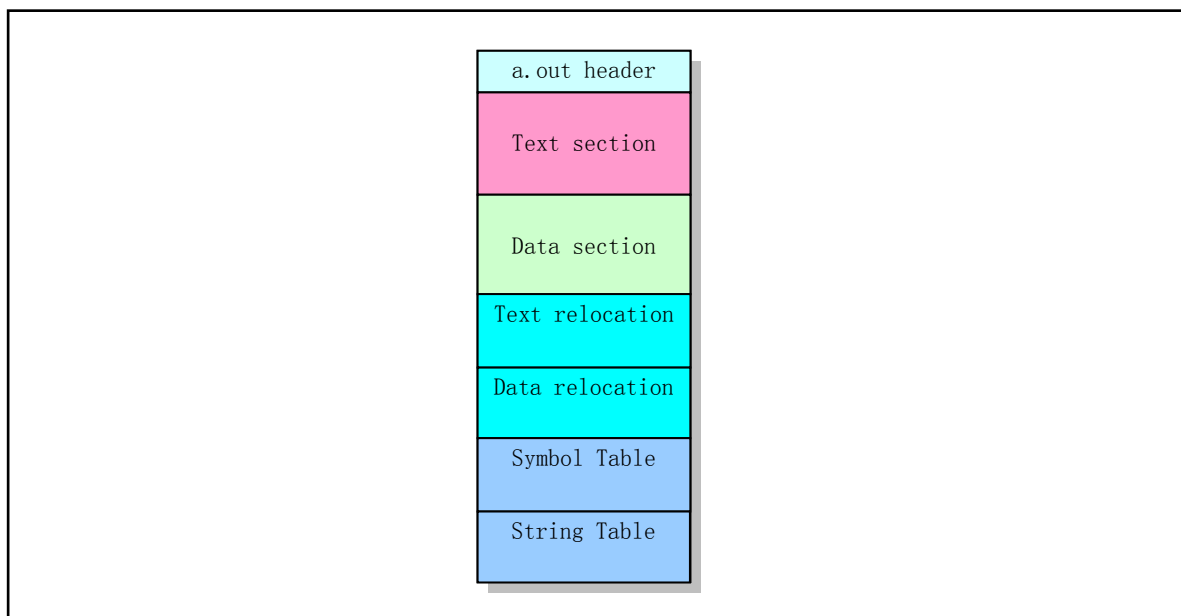 a.out header
Text section
Data section
Text relocation
Data relocation
Symbol Table
String Table